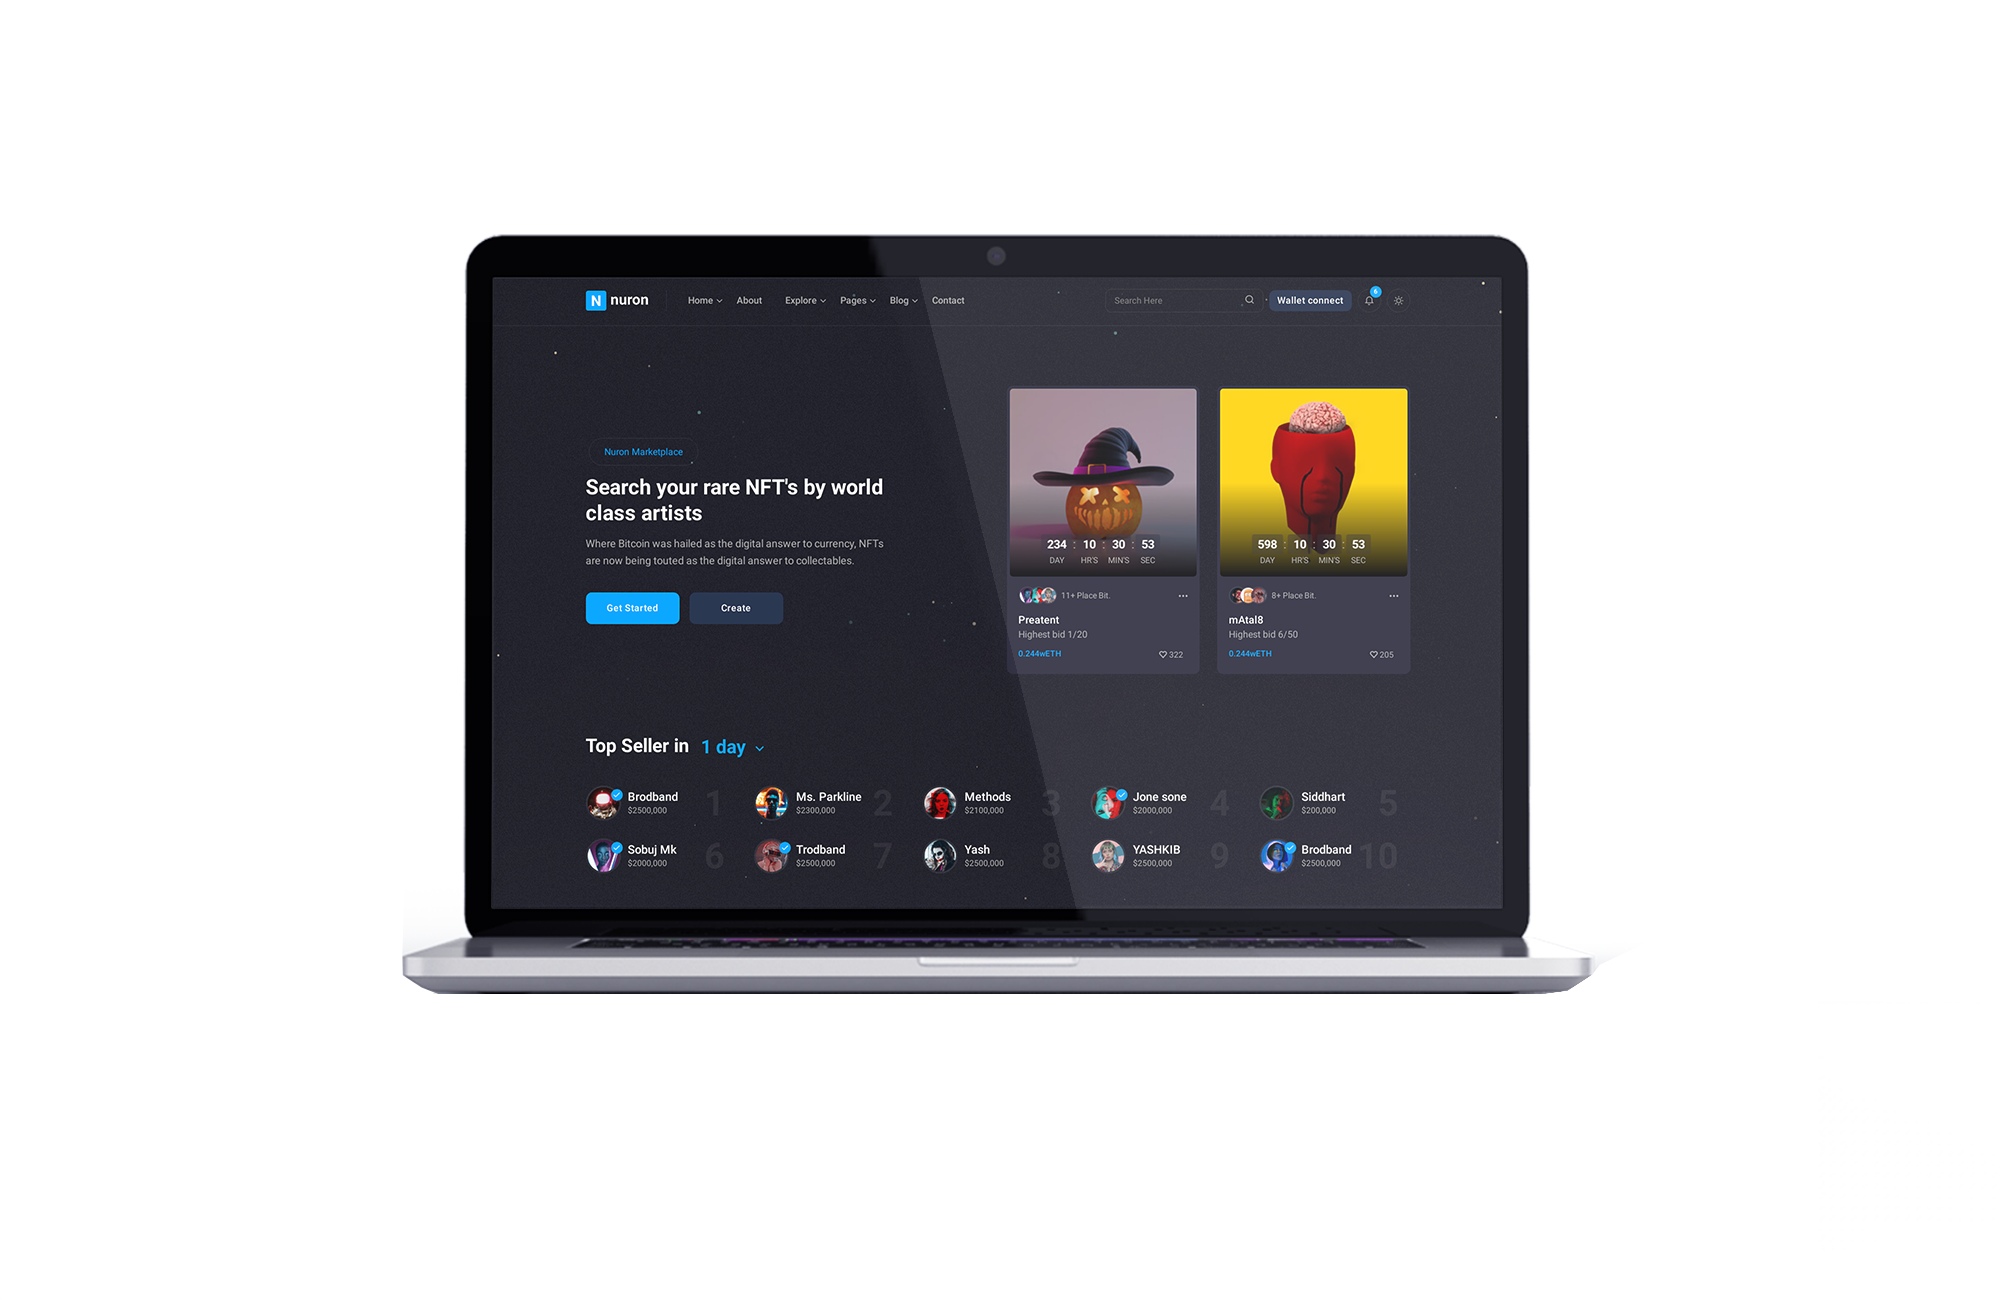 N nuron
Home About Explore Pages Blog Contact
Search Here
Wallet connect
6
Nuron Marketplace
Search your rare NFT's by world
class artists
Where Bitcoin was hailed as the digital answer to currency, NFTs
are now being touted as the digital answer to collectables.
Get Started Create
234 : 10 : 30 : 53
DAY HR'S MIN'S SEC
11+ Place Bit.
Preatent
Highest bid 1/20
0.244wETH 322
598 : 10 : 30 : 53
DAY HR'S MIN'S SEC
8+ Place Bit.
mAtal8
Highest bid 6/50
0.244wETH 205
Top Seller in 1 day
Brodband
$2500,000
1
Ms. Parkline
$2300,000
2
Methods
$2100,000
3
Jone sone
$2000,000
4
Siddhart
$200,000
5
Sobuj Mk
$2000,000
6
Trodband
$2500,000
7
Yash
$2500,000
8
YASHKIB
$2500,000
9
Brodband
$2500,000
10